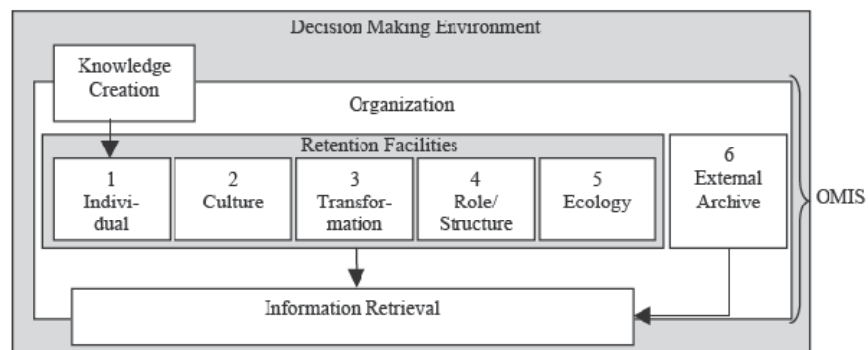 Decision Making Environment
Knowledge
Creation
Organization
Retention Facilities
1
Indivi-
dual
2
Culture
3
Transfor-
mation
4
Role/
Structure
5
Ecology
6
External
Archive
OMIS
Information Retrieval